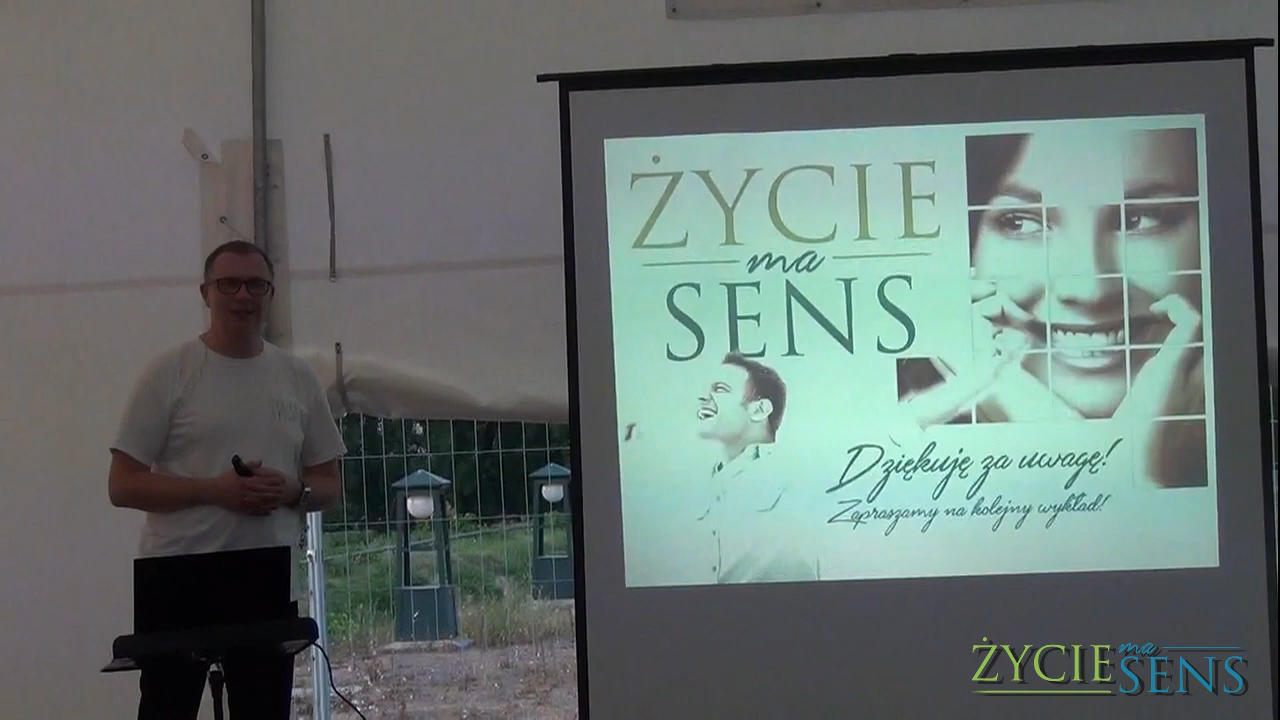 ŻYCIE
ma
SENS
Dziękuję za uwagę!
Zapraszamy na kolejny wykład!
ŻYCIE ma SENS